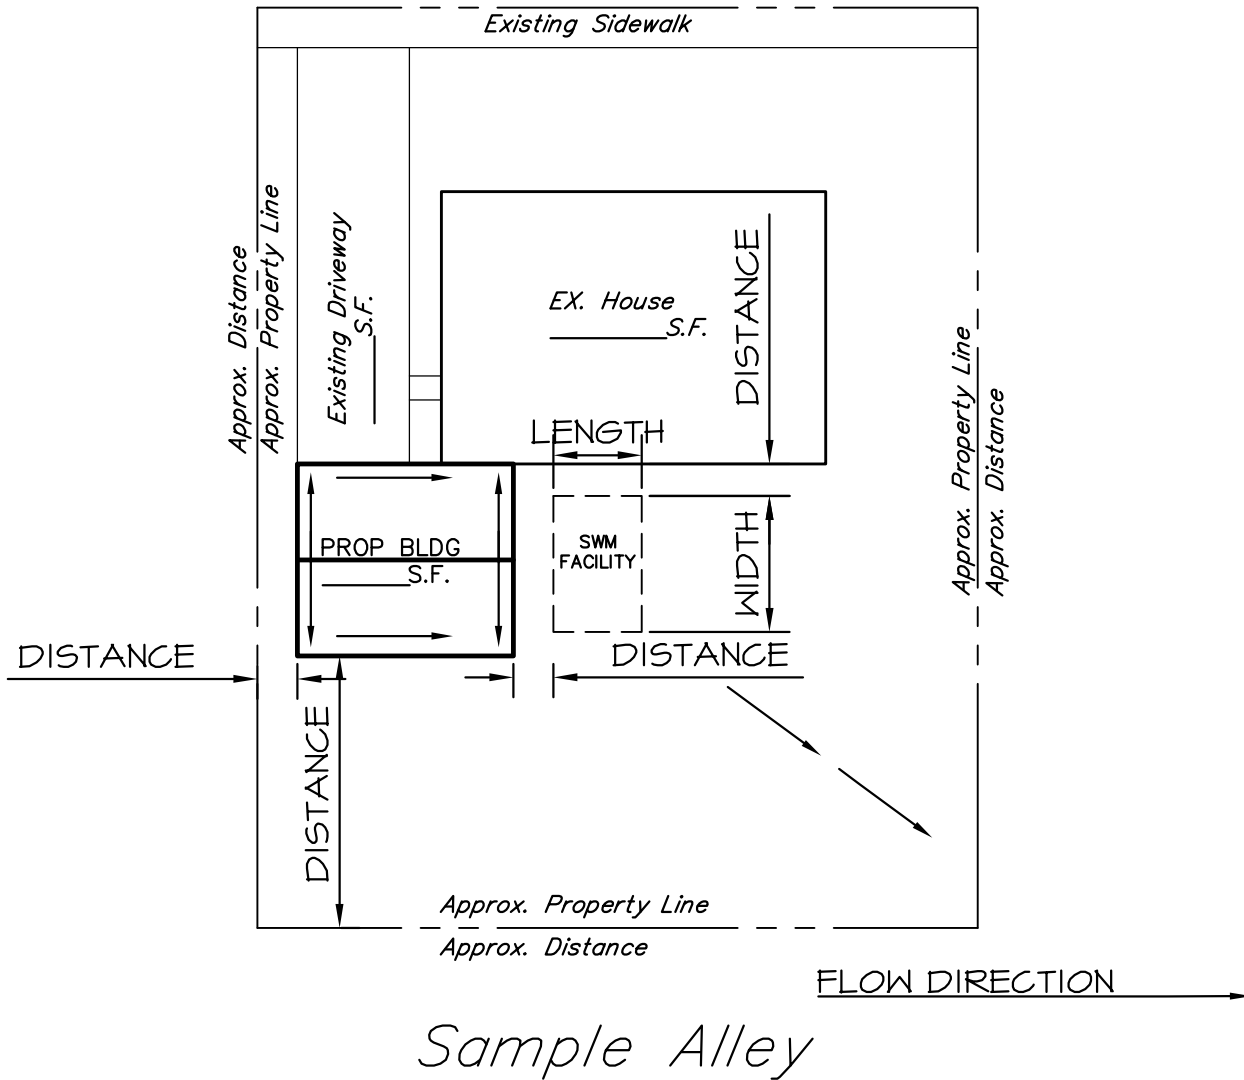 Existing Sidewalk
Approx. Distance
Approx. Property Line
Existing Driveway
S.F.
EX. House
S.F.
DISTANCE
Approx. Property Line
Approx. Distance
LENGTH
PROP BLDG
S.F.
SWM
FACILITY
WIDTH
DISTANCE
DISTANCE
DISTANCE
Approx. Property Line
Approx. Distance
FLOW DIRECTION
Sample Alley